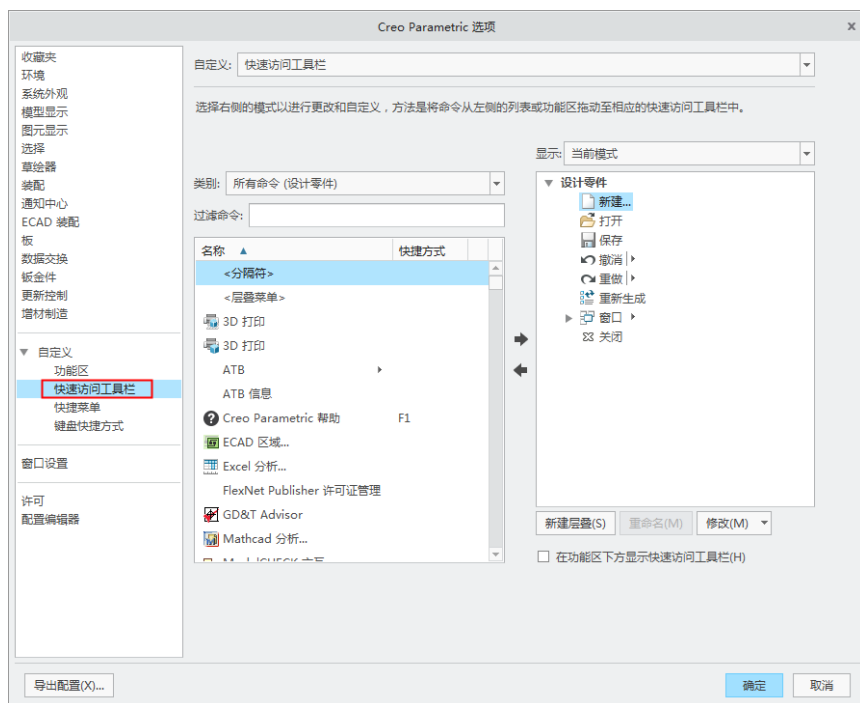 Creo Parametric 选项
收藏夹
环境
系统外观
模型显示
图元显示
选择
草绘器
装配
通知中心
ECAD 装配
板
数据交换
钣金件
更新控制
增材制造
自定义
功能区
快速访问工具栏
快捷菜单
键盘快捷方式
窗口设置
许可
配置编辑器
自定义: 快速访问工具栏
选择右侧的模式以进行更改和自定义，方法是将命令从左侧的列表或功能区拖动至相应的快速访问工具栏中。
类别: 所有命令 (设计零件)
过滤命令:
名称 快捷方式
<分隔符>
<层叠菜单>
3D 打印
3D 打印
ATB
ATB 信息
Creo Parametric 帮助 F1
ECAD 区域...
Excel 分析...
FlexNet Publisher 许可证管理
GD&T Advisor
Mathcad 分析...
显示: 当前模式
设计零件
新建...
打开
保存
撤消
重做
重新生成
窗口
关闭
新建层叠(S) 重命名(M) 修改(M)
在功能区下方显示快速访问工具栏(H)
导出配置(X)... 确定 取消